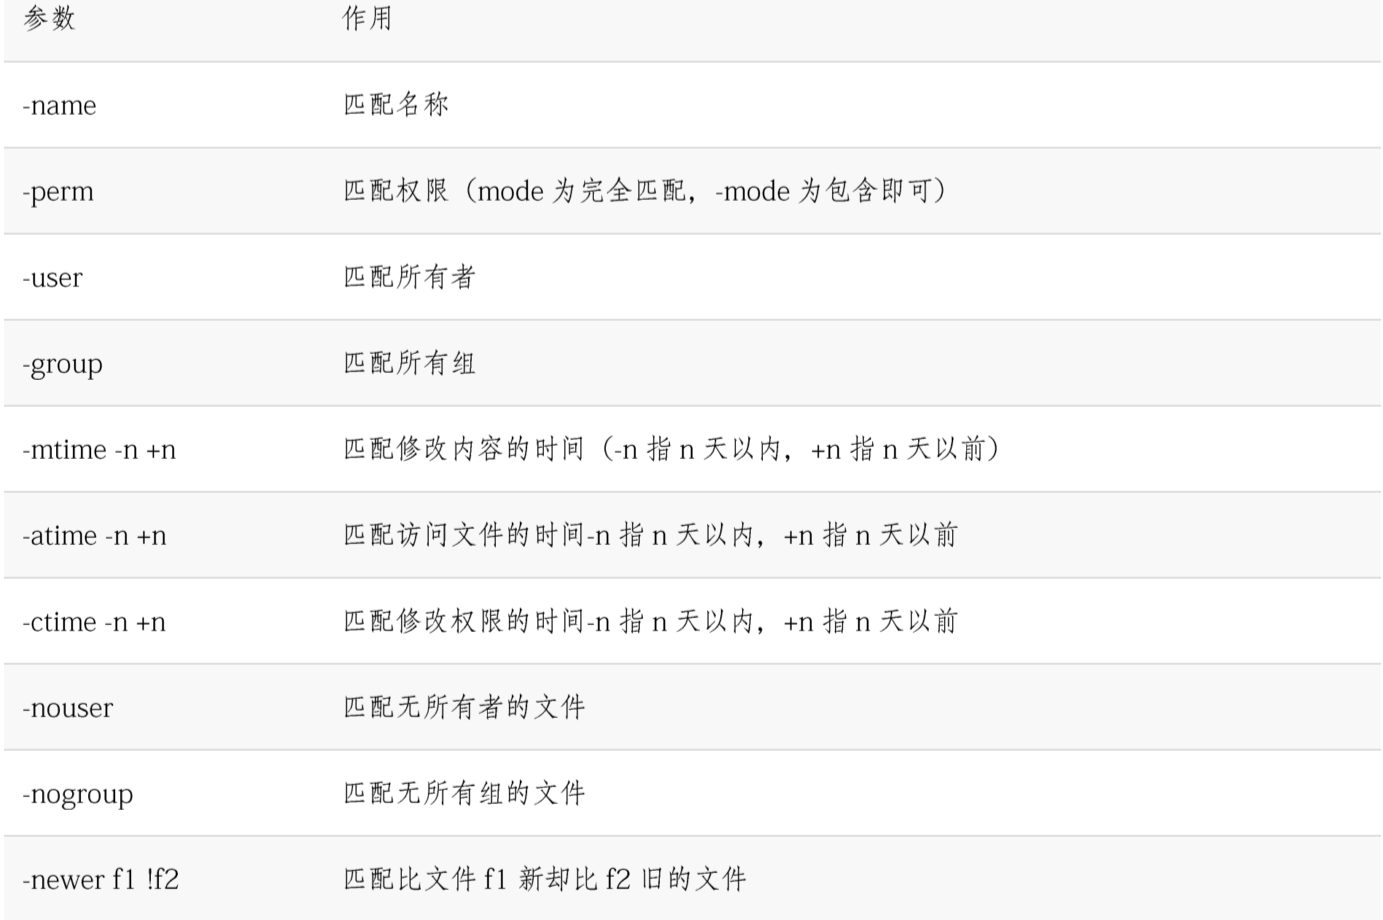 参数 作用
-name 匹配名称
-perm 匹配权限（mode 为完全匹配，-mode 为包含即可）
-user 匹配所有者
-group 匹配所有组
-mtime -n +n 匹配修改内容的时间（-n 指 n 天以内，+n 指 n 天以前）
-atime -n +n 匹配访问文件的时间-n 指 n 天以内，+n 指 n 天以前
-ctime -n +n 匹配修改权限的时间-n 指 n 天以内，+n 指 n 天以前
-nouser 匹配无所有者的文件
-nogroup 匹配无所有组的文件
-newer f1 !f2 匹配比文件 f1 新却比 f2 旧的文件